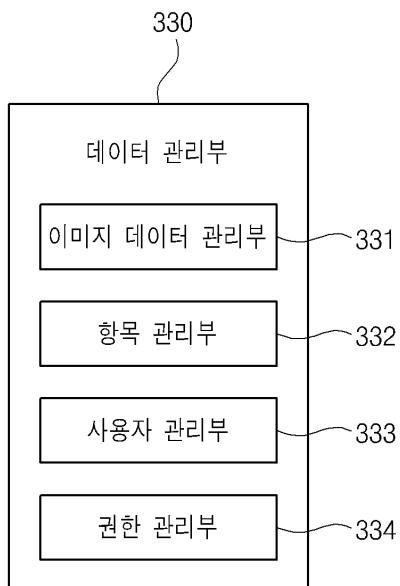 330
데이터 관리부
이미지 데이터 관리부
331
항목 관리부
332
사용자 관리부
333
권한 관리부
334